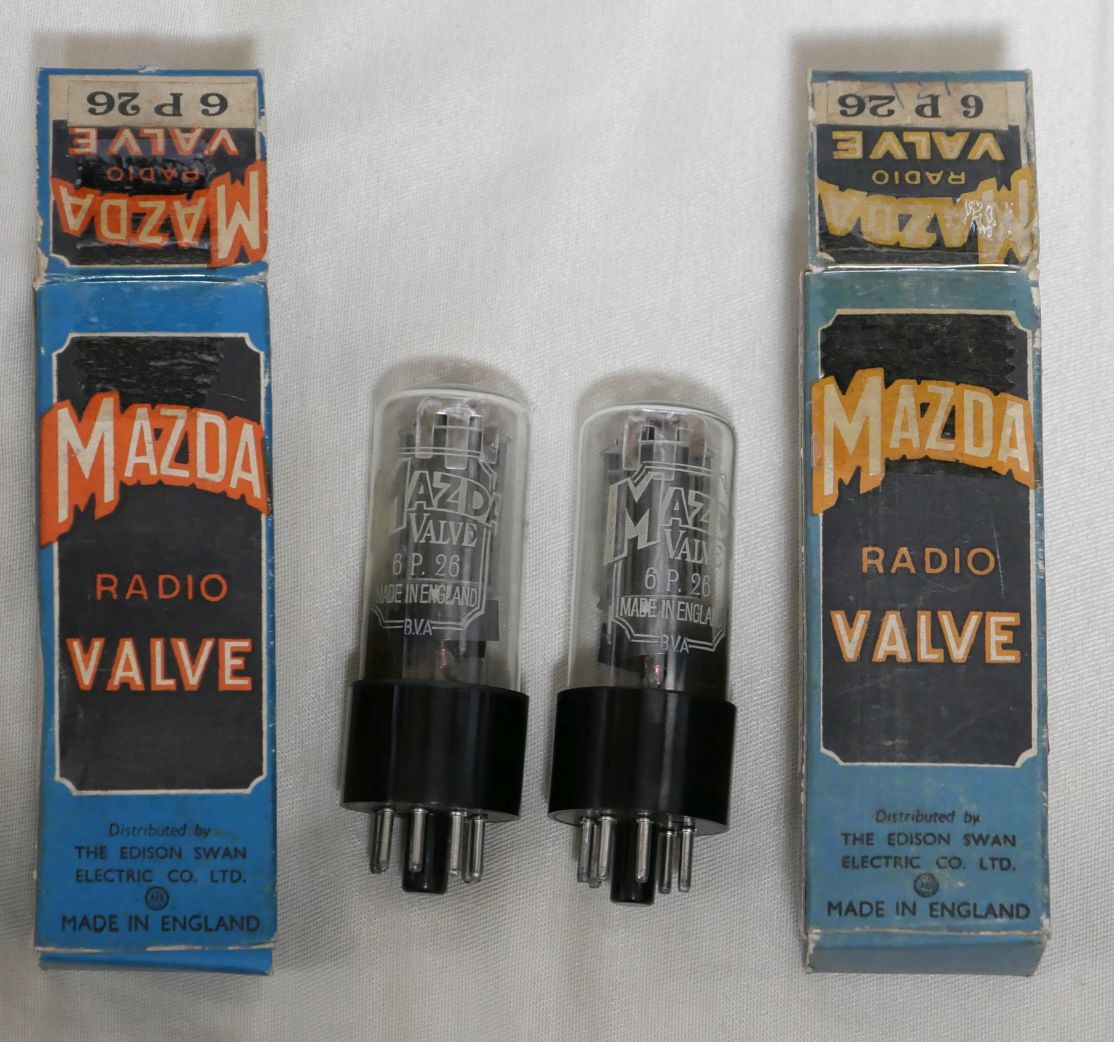 6 P 26
VALVE
RADIO
MAZDA
MAZDA
RADIO
VALVE
Distributed by
THE EDISON SWAN
ELECTRIC CO. LTD.
MADE IN ENGLAND
MAZDA
VALVE
6 P. 26
MADE IN ENGLAND
B.V.A
MAZ
VALVE
6 P. 26
MADE IN ENGLA
B.V.A
6 P 26
VALVE
RADIO
MAZDA
MAZDA
RADIO
VALVE
Distributed by
THE EDISON SWAN
ELECTRIC CO. LTD.
MADE IN ENGLAND